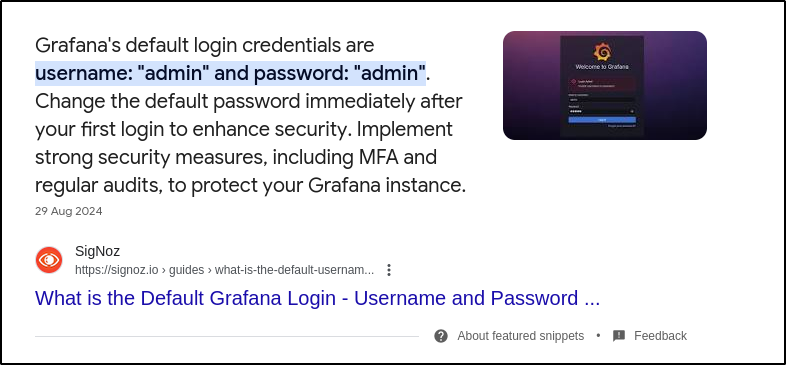 Grafana's default login credentials are
username: "admin" and password: "admin".
Change the default password immediately after
your first login to enhance security. Implement
strong security measures, including MFA and
regular audits, to protect your Grafana instance.
29 Aug 2024
Welcome to Grafana
SigNoz
https://signoz.io › guides › what-is-the-default-usernam...
What is the Default Grafana Login - Username and Password ...
About featured snippets • Feedback